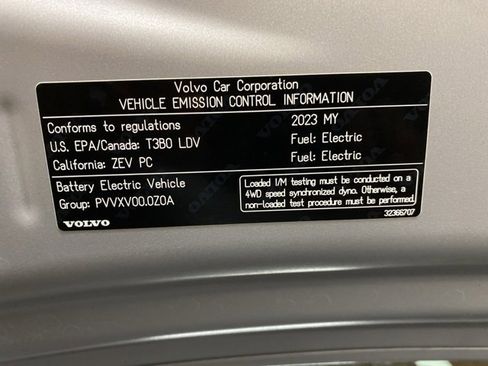 Volvo Car Corporation
VEHICLE EMISSION CONTROL INFORMATION
Conforms to regulations 2023 MY
U.S. EPA/Canada: T3B0 LDV Fuel: Electric
California: ZEV PC Fuel: Electric
Battery Electric Vehicle
Group: PVVXV00.0Z0A
Loaded I/M testing must be conducted on a
4WD speed synchronized dyno. Otherwise, a
non-loaded test procedure must be performed
VOLVO 32366707